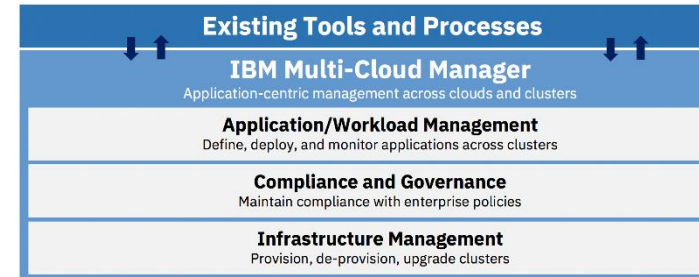 Existing Tools and Processes
IBM Multi-Cloud Manager
Application-centric management across clouds and clusters
Application/Workload Management
Define, deploy, and monitor applications across clusters
Compliance and Governance
Maintain compliance with enterprise policies
Infrastructure Management
Provision, de-provision, upgrade clusters